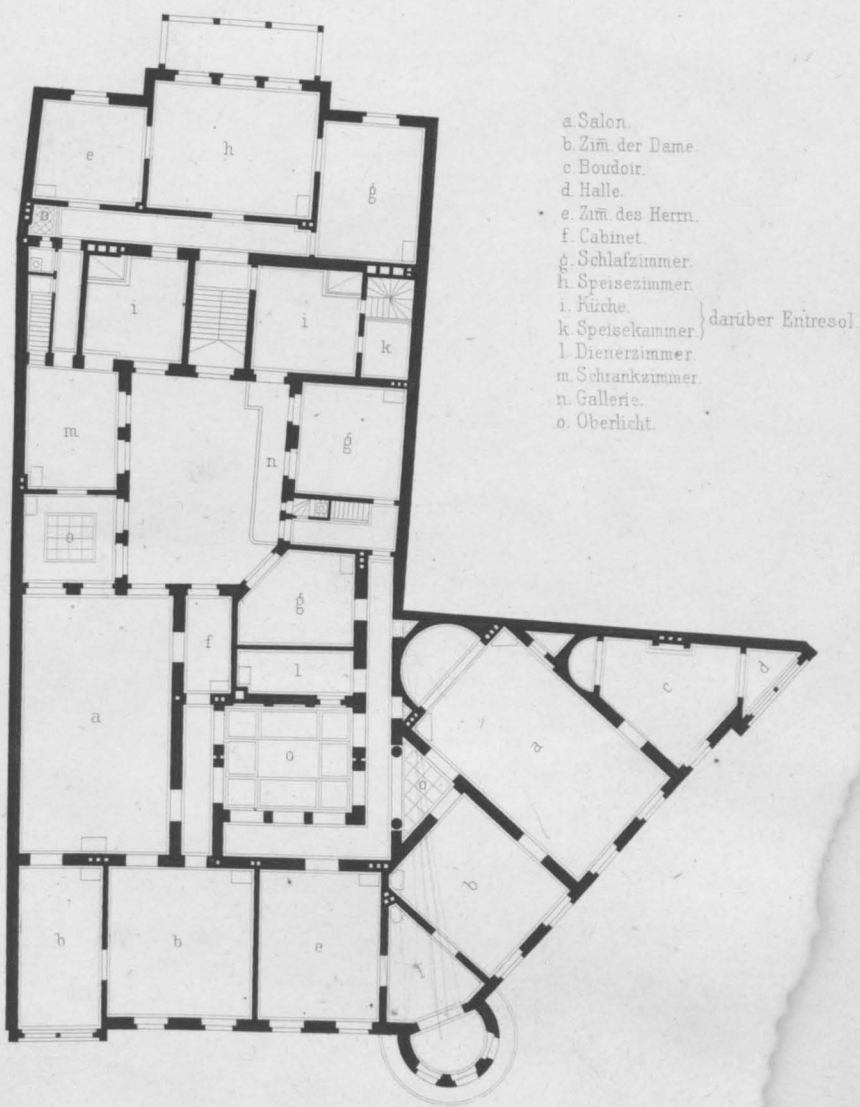 a. Salon.
b. Zim̄. der Dame.
c. Boudoir.
d. Halle.
e. Zim̄. des Herrn.
f. Cabinet.
g. Schlafzimmer.
h. Speisezimmer.
i. Küche.
k. Speisekammer. } darüber Entresol
l. Dienerzimmer.
m. Schrankzimmer.
n. Gallerie.
o. Oberlicht.
e
h
g
o
i
i
k
m
n
g
o
g
f
l
a
o
a
c
d
o
b
b
b
e
f